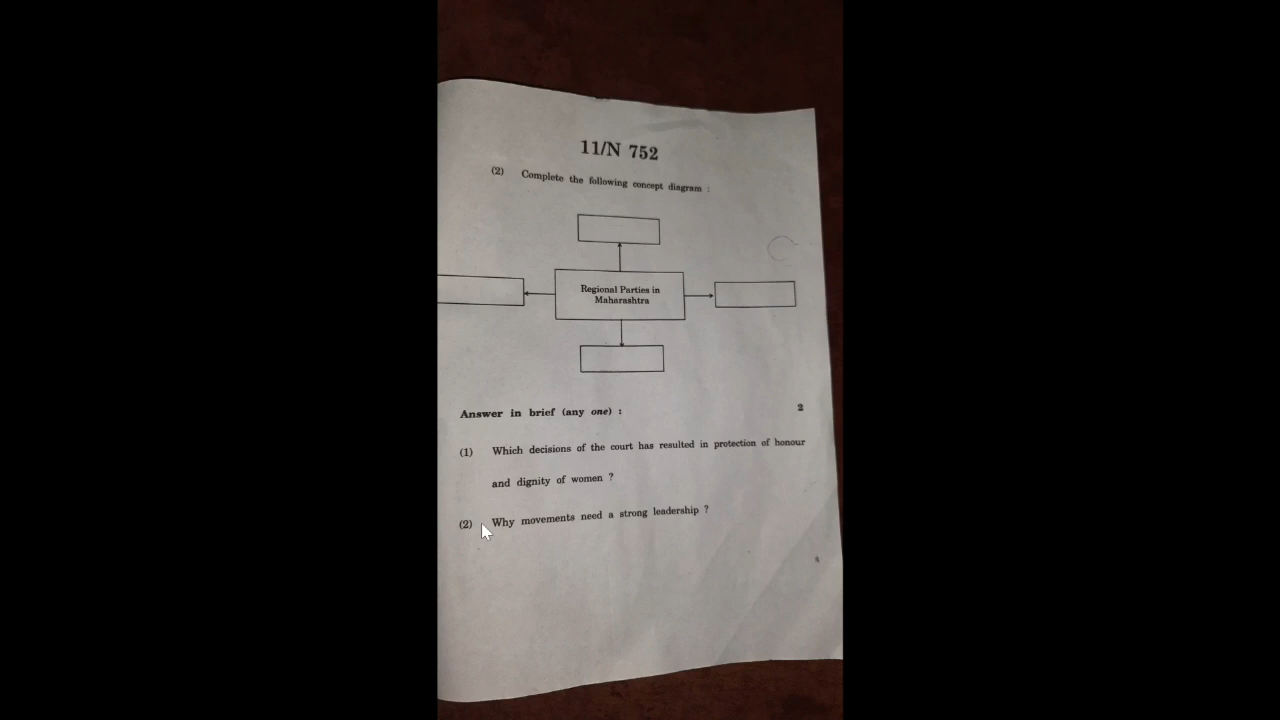 11/N 752
(2) Complete the following concept diagram :
Regional Parties in
Maharashtra
Answer in brief (any one) : 2
(1) Which decisions of the court has resulted in protection of honour
and dignity of women ?
(2) Why movements need a strong leadership ?